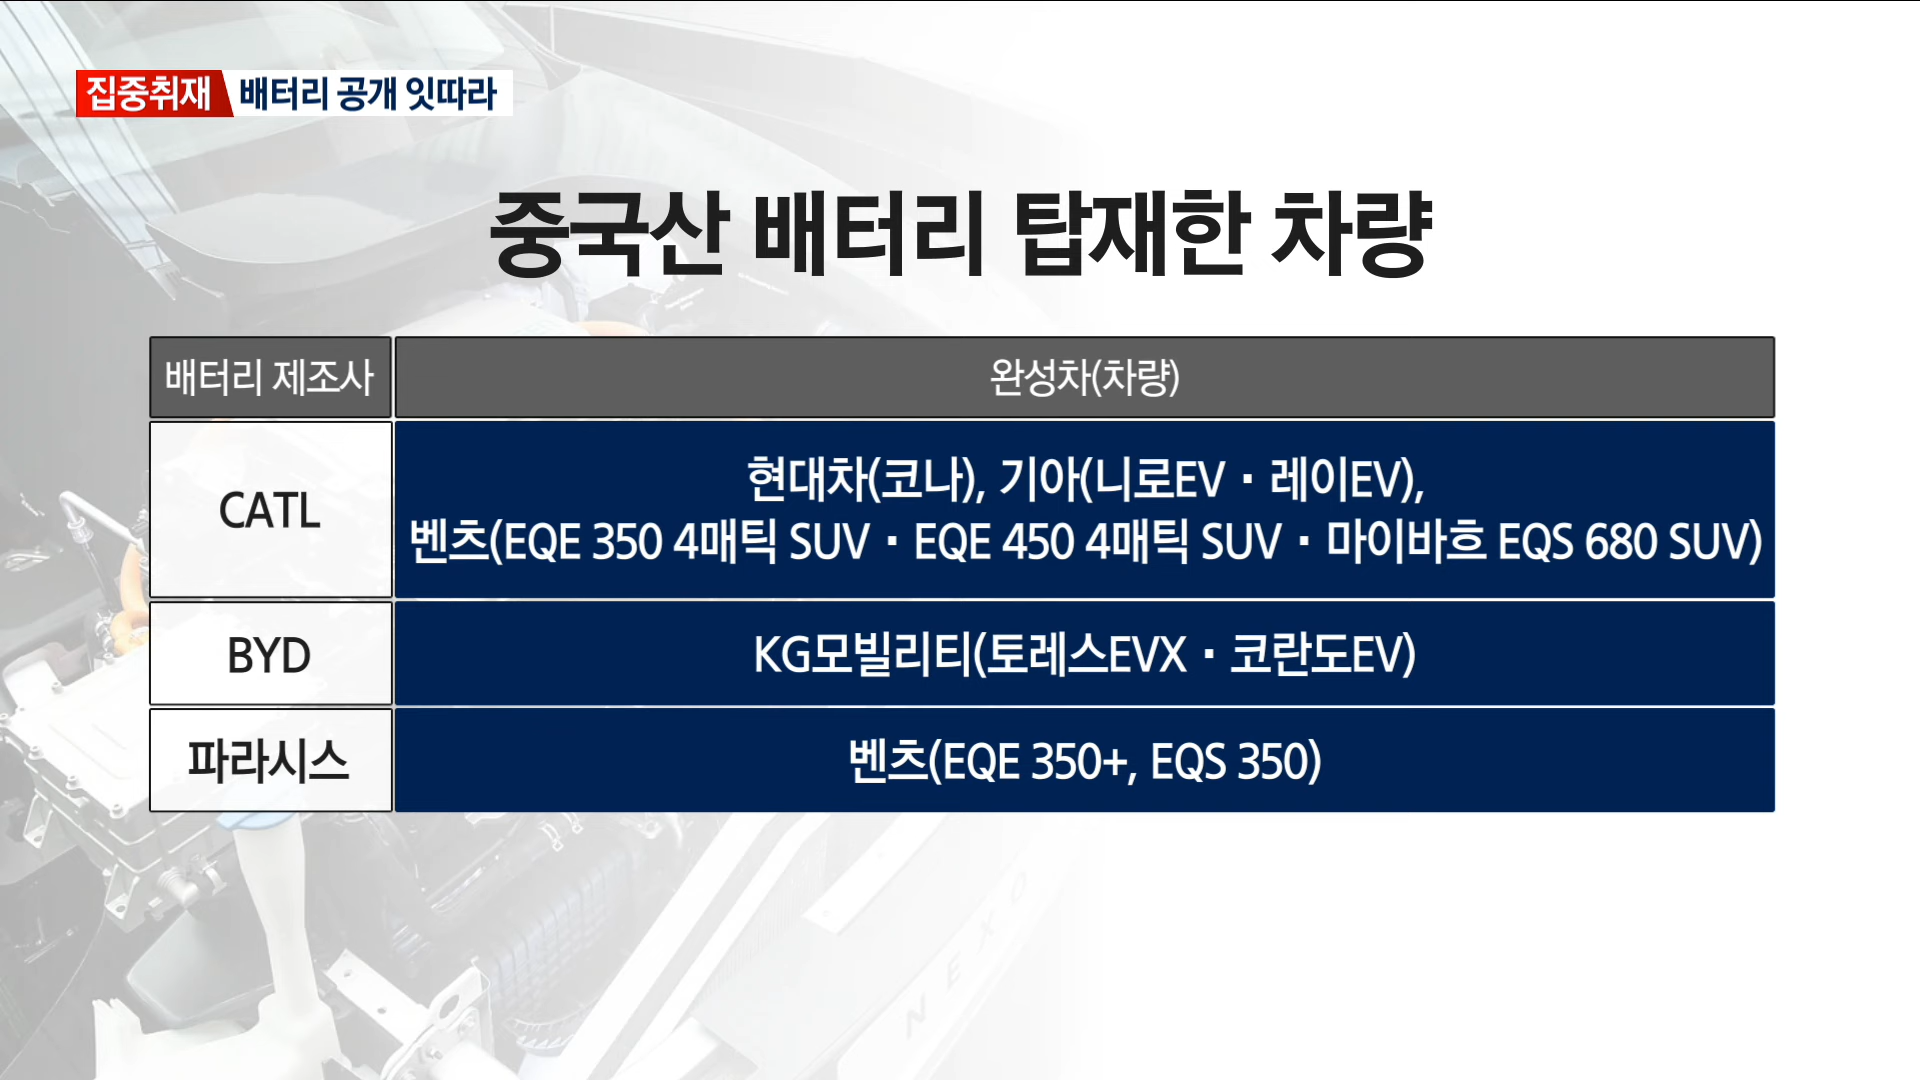 집중취재 배터리 공개 잇따라
중국산 배터리 탑재한 차량
배터리 제조사 완성차(차량)
CATL
현대차(코나), 기아(니로EV · 레이EV),
벤츠(EQE 350 4매틱 SUV · EQE 450 4매틱 SUV · 마이바흐 EQS 680 SUV)
BYD KG모빌리티(토레스EVX · 코란도EV)
파라시스 벤츠(EQE 350+, EQS 350)
NEXO